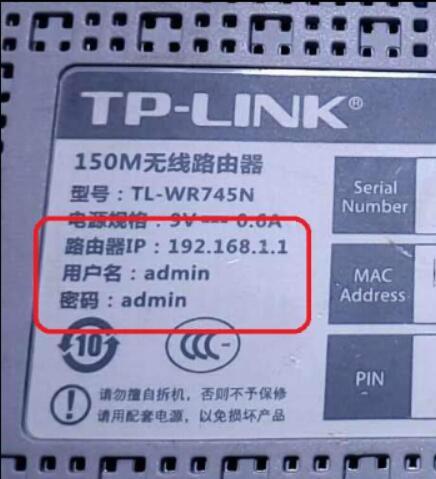 TP-LINK®
150M无线路由器
型号：TL-WR745N
电源规格：9V⎓0.6A
路由器IP：192.168.1.1
用户名：admin
密码：admin
10
CCC
请勿擅自拆机，否则不予保修
请用配套电源，以免损坏产品
Serial
Number
MAC
Address
PIN